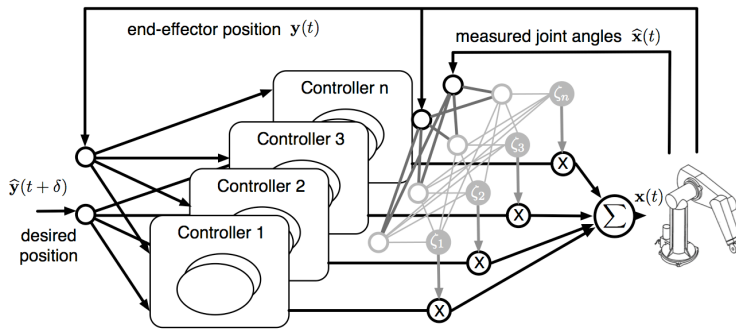 end-effector position y(t)
measured joint angles x̂(t)
Controller n
ζn
Controller 3
ζ3
X
ŷ(t + δ)
Controller 2
ζ2
x(t)
X
Σ
desired
position
Controller 1
ζ1
X
X